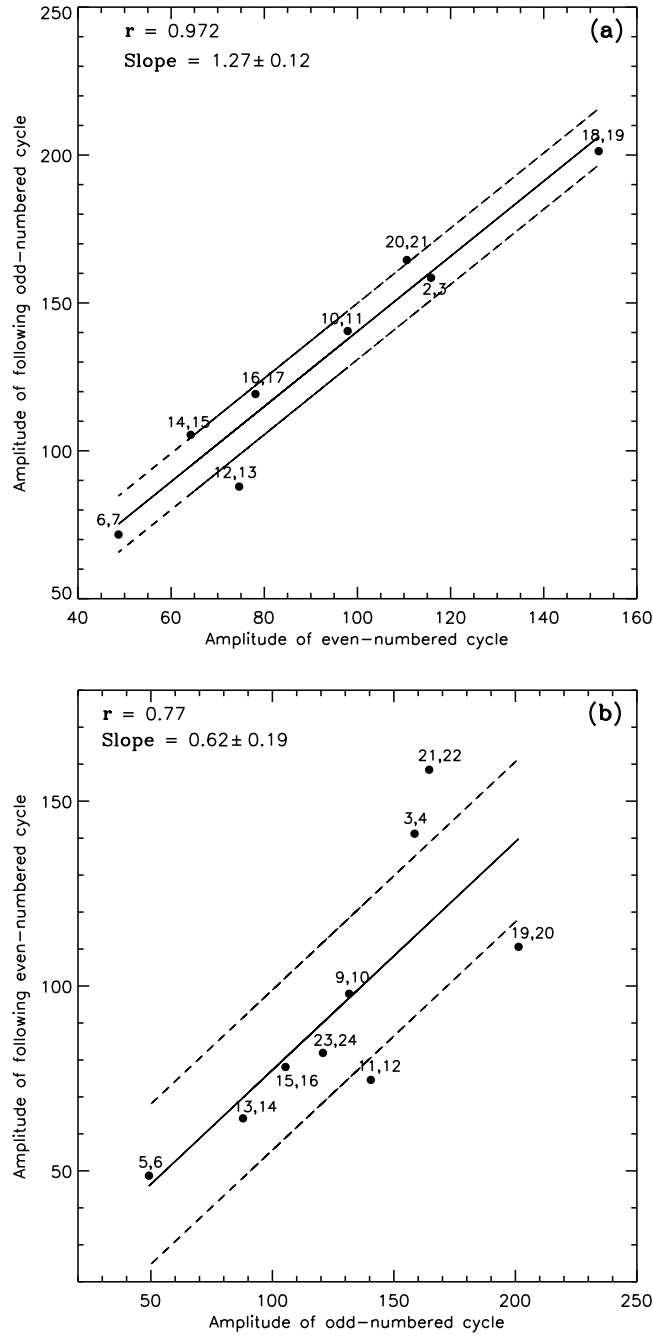 250
r = 0.972
(a)
Slope = 1.27± 0.12
18,19
200
20,21
2,3
150
10,11
16,17
14,15
100
12,13
6,7
50
40 60 80 100 120 140 160
Amplitude of even−numbered cycle
Amplitude of following odd−numbered cycle
r = 0.77
(b)
Slope = 0.62± 0.19
21,22
150
3,4
19,20
100
9,10
23,24
11,12
15,16
13,14
50
5,6
50 100 150 200 250
Amplitude of odd−numbered cycle
Amplitude of following even−numbered cycle